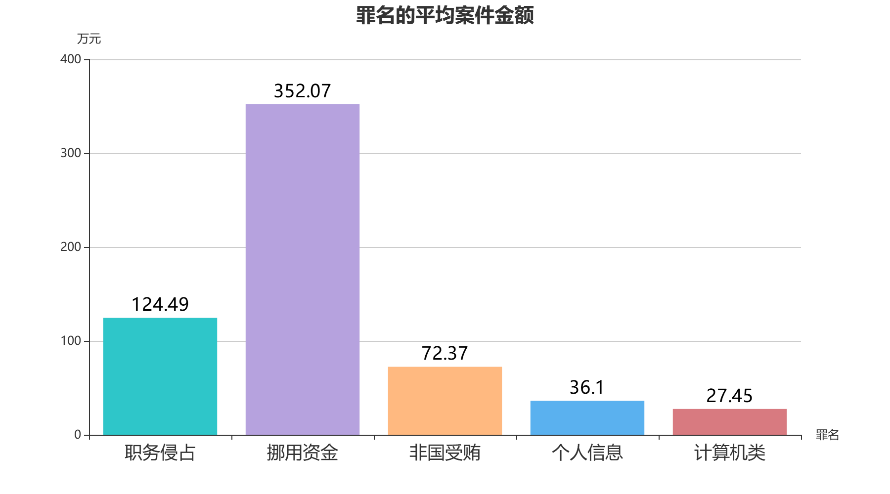 罪名的平均案件金额
万元
400
300
200
100
0
124.49
352.07
72.37
36.1
27.45
职务侵占
挪用资金
非国受贿
个人信息
计算机类
罪名